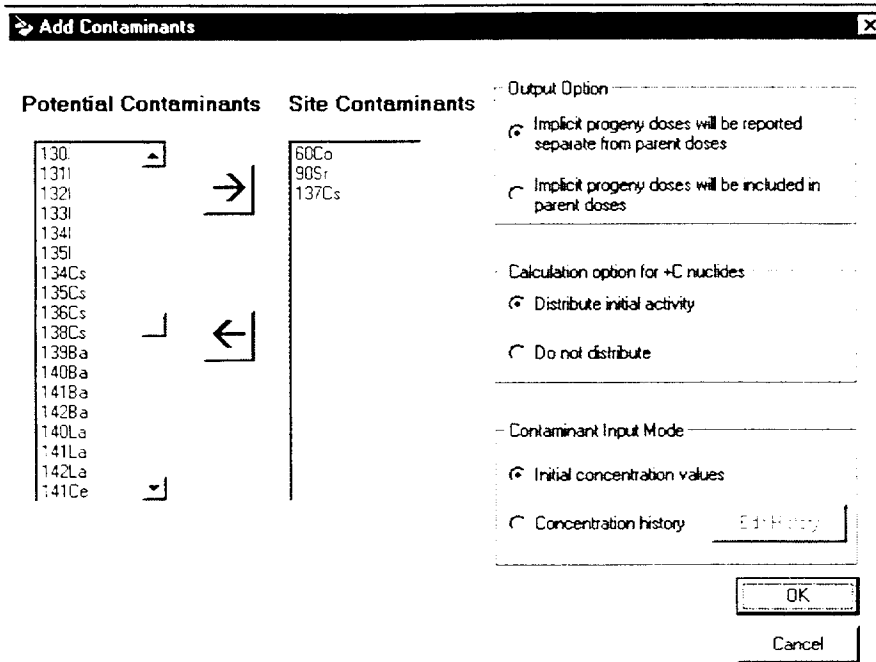 Add Contaminants
Potential Contaminants
130I
131I
132I
133I
134I
135I
134Cs
135Cs
136Cs
138Cs
139Ba
140Ba
141Ba
142Ba
140La
141La
142La
141Ce
Site Contaminants
60Co
90Sr
137Cs
Output Option
Implicit progeny doses will be reported
separate from parent doses
Implicit progeny doses will be included in
parent doses
Calculation option for +C nuclides
Distribute initial activity
Do not distribute
Contaminant Input Mode
Initial concentration values
Concentration history
Edit History
OK
Cancel